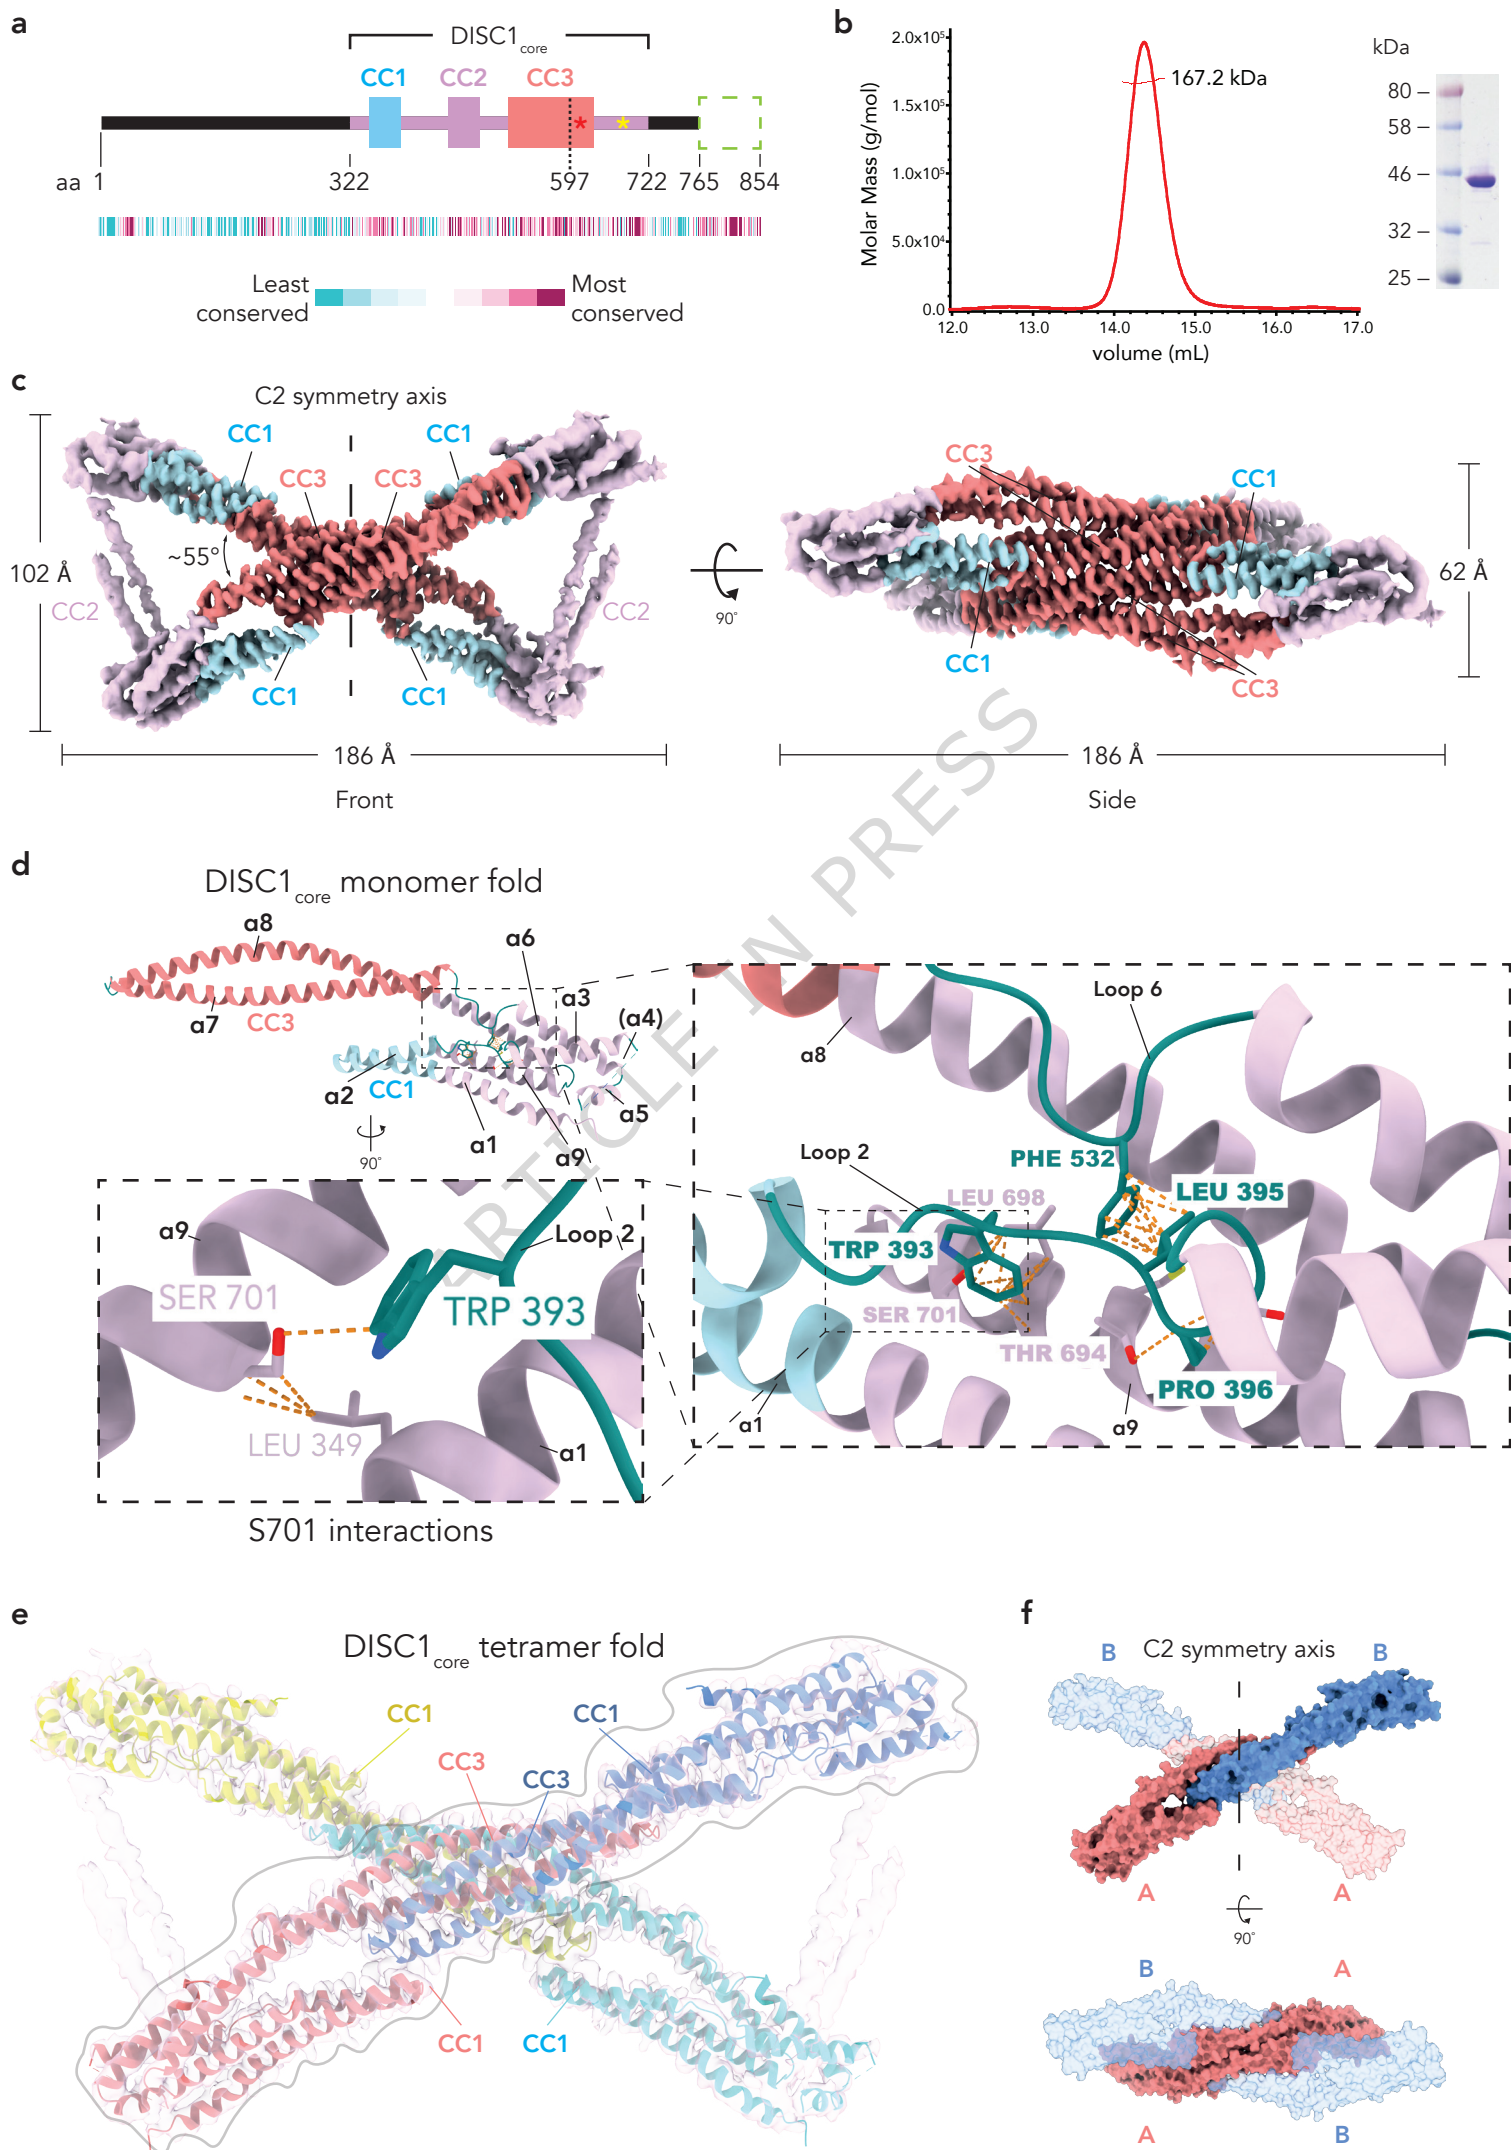 a
DISC1core
CC1 CC2 CC3
* *
aa 1 322 597 722 765 854
Least conserved
Most conserved
b
Molar Mass (g/mol)
2.0x10⁵
1.5x10⁵
1.0x10⁵
5.0x10⁴
0.0
167.2 kDa
12.0 13.0 14.0 15.0 16.0 17.0
volume (mL)
kDa
80
58
46
32
25
c
C2 symmetry axis
CC1 CC1
CC3 CC3
~55°
102 Å
CC2 CC2
CC1 CC1
186 Å
Front
90°
CC3
CC1
62 Å
CC1
CC3
186 Å
Side
ARTICLE IN PRESS
d
DISC1core monomer fold
a8
a6
a3
(a4)
a7
CC3
a2
CC1
a5
a1
a9
90°
a9
Loop 2
SER 701
TRP 393
LEU 349
a1
S701 interactions
Loop 6
a8
Loop 2
PHE 532
LEU 698
LEU 395
TRP 393
SER 701
THR 694
PRO 396
a1
a9
e
DISC1core tetramer fold
CC1 CC1
CC3
CC3
CC1 CC1
f
C2 symmetry axis
B B
A A
90°
B A
A B